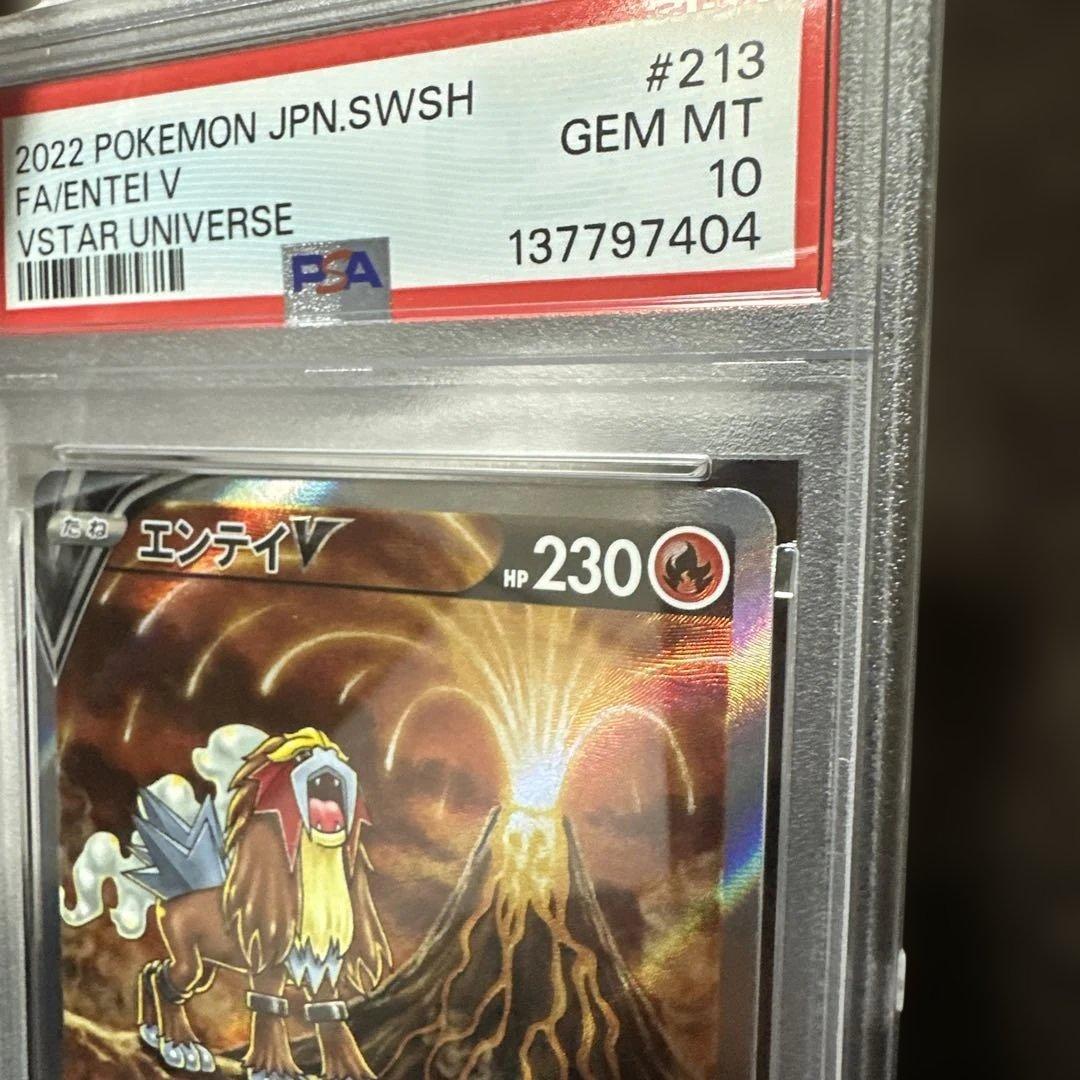 2022 POKEMON JPN.SWSH #213
FA/ENTEI V GEM MT
VSTAR UNIVERSE 10
PSA 137797404
たね エンテイV HP 230